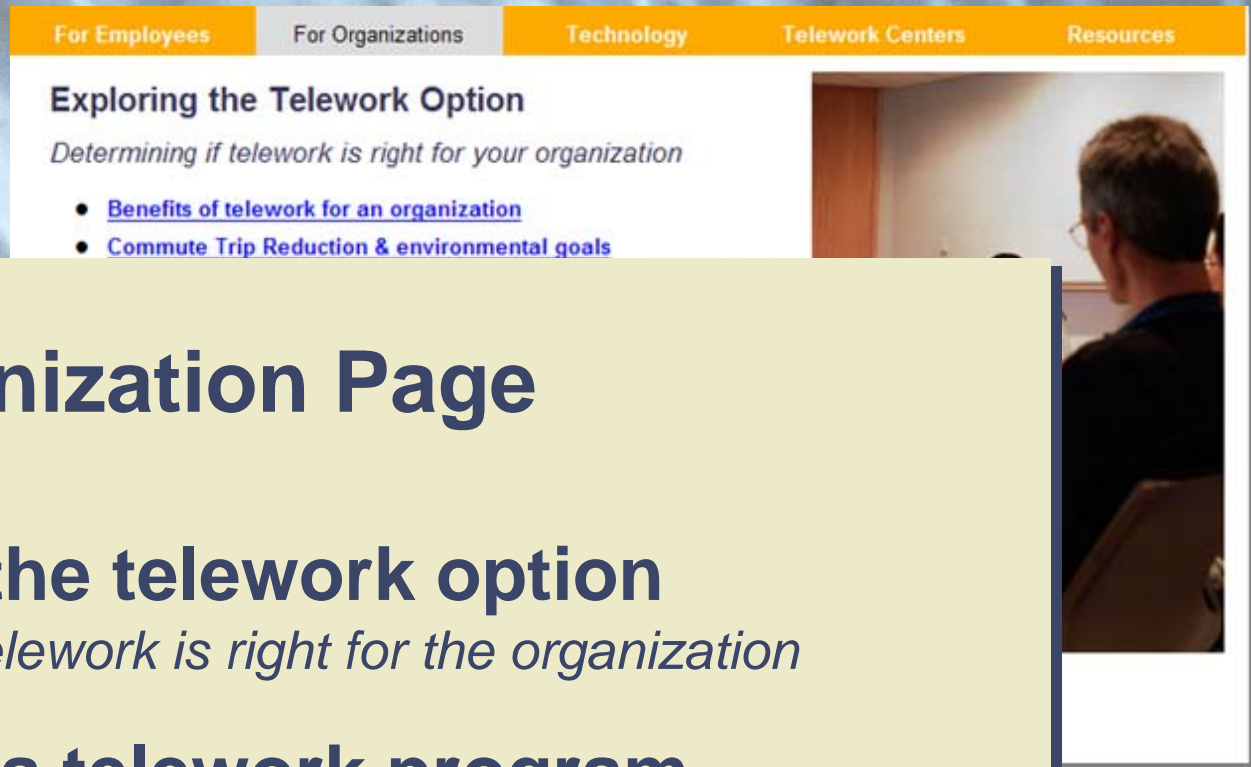 For Employees For Organizations Technology Telework Centers Resources
Exploring the Telework Option
Determining if telework is right for your organization
• Benefits of telework for an organization
• Commute Trip Reduction & environmental goals
Page
the telework option
is right for the organization
a telework program